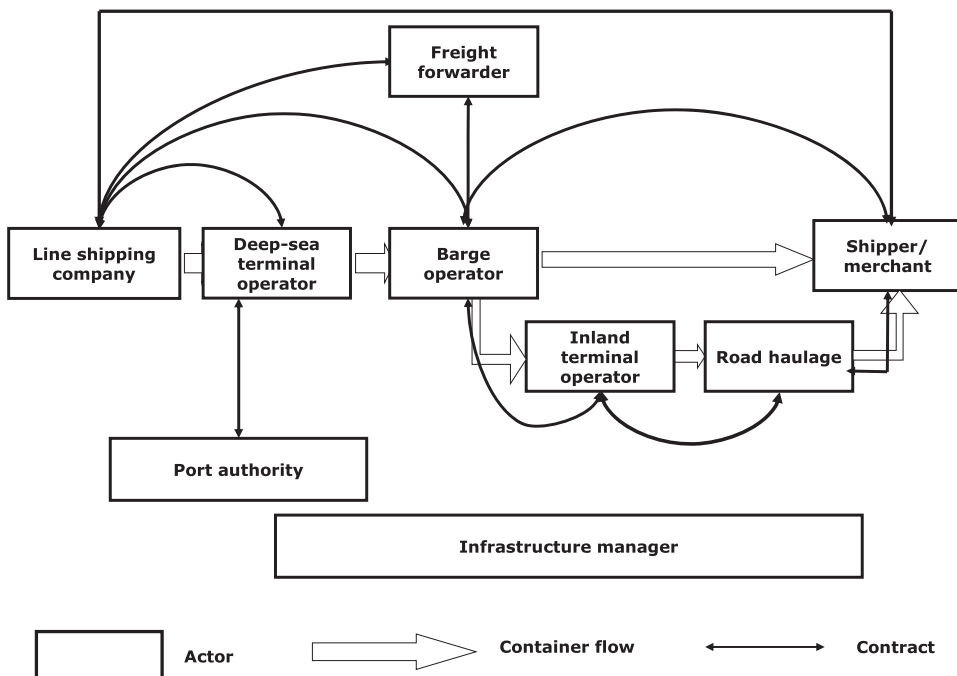 Freight
forwarder
Line shipping
company
Deep-sea
terminal
operator
Barge
operator
Shipper/
merchant
Inland
terminal
operator
Road haulage
Port authority
Infrastructure manager
Actor
Container flow
Contract